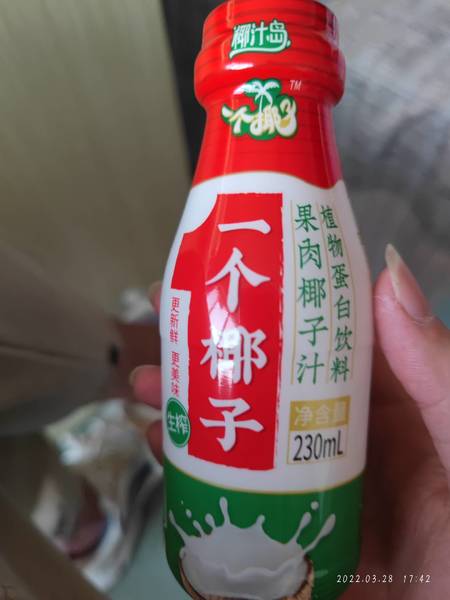 椰汁岛
TM
一个椰子
一个椰子
植物蛋白饮料
果肉椰子汁
更新鲜 更美味
生榨
净含量
230mL
2022.03.28 17:42